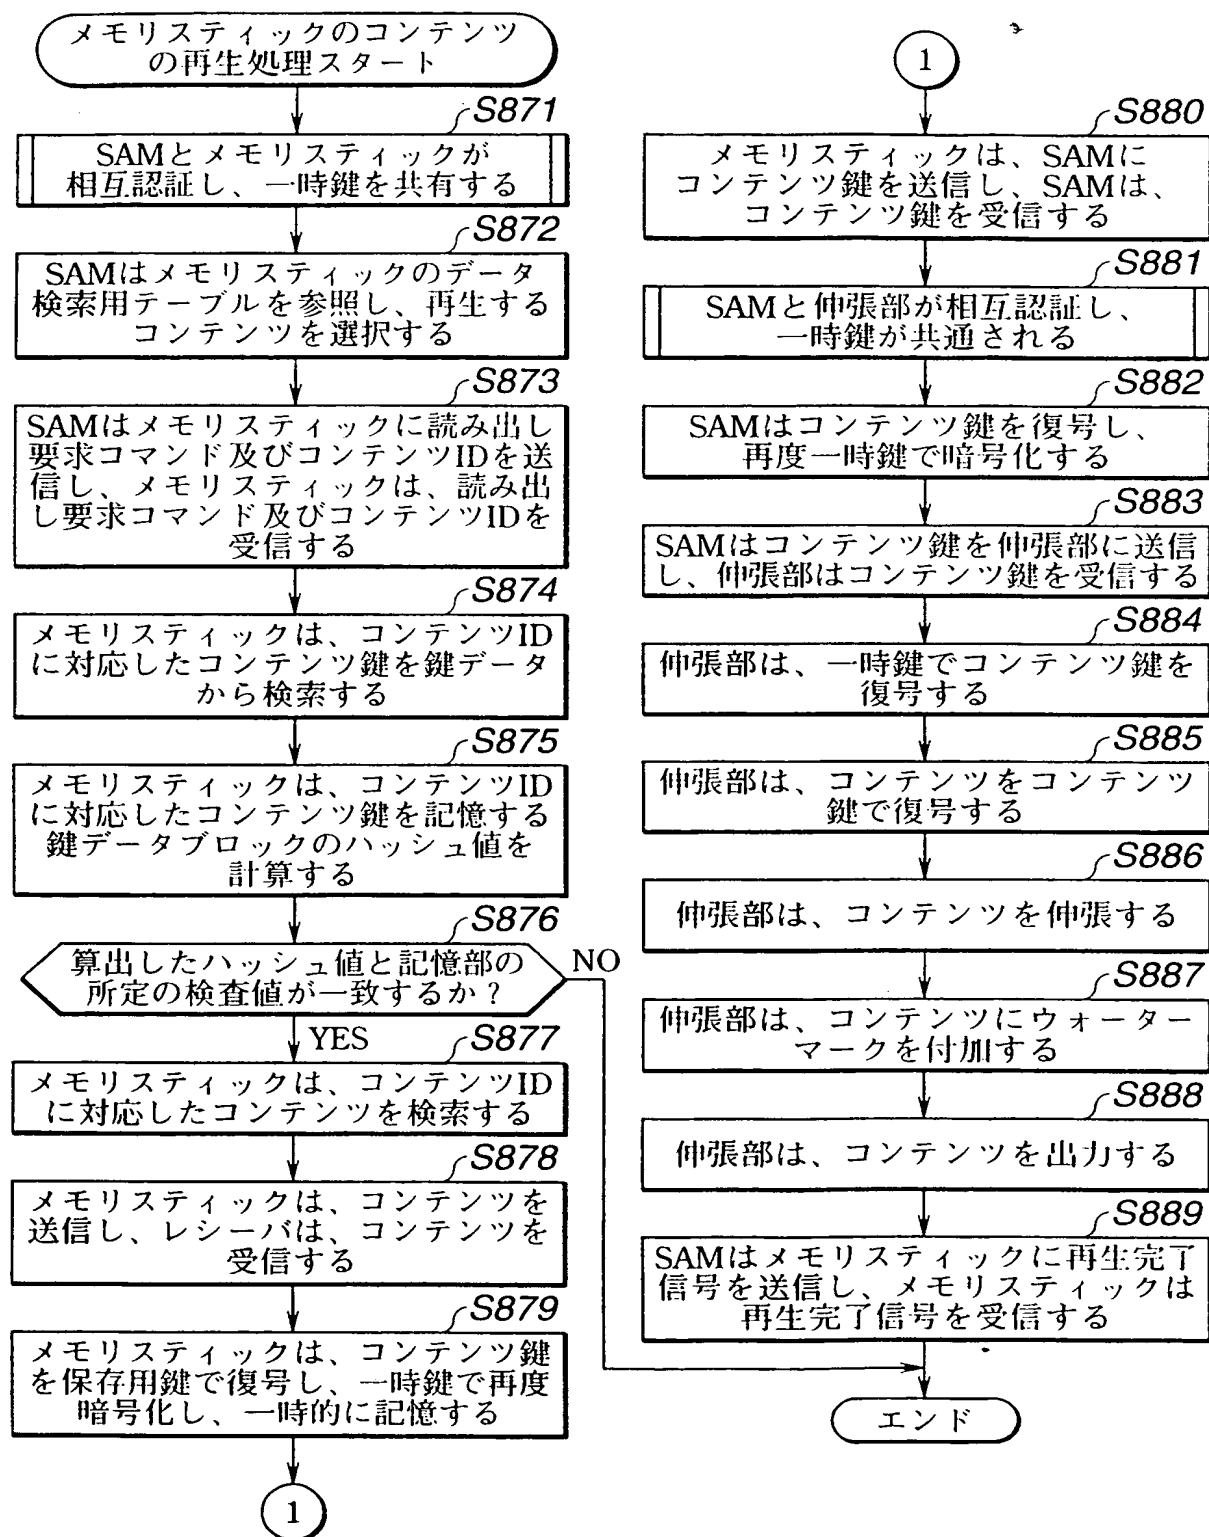 メモリスティックのコンテンツ
の再生処理スタート
S871
SAMとメモリスティックが
相互認証し、一時鍵を共有する
S872
SAMはメモリスティックのデータ
検索用テーブルを参照し、再生する
コンテンツを選択する
S873
SAMはメモリスティックに読み出し
要求コマンド及びコンテンツIDを送
信し、メモリスティックは、読み出
し要求コマンド及びコンテンツIDを
受信する
S874
メモリスティックは、コンテンツID
に対応したコンテンツ鍵を鍵データ
から検索する
S875
メモリスティックは、コンテンツID
に対応したコンテンツ鍵を記憶する
鍵データブロックのハッシュ値を
計算する
S876
算出したハッシュ値と記憶部の
所定の検査値が一致するか?
NO
YES
S877
メモリスティックは、コンテンツID
に対応したコンテンツを検索する
S878
メモリスティックは、コンテンツを
送信し、レシーバは、コンテンツを
受信する
S879
メモリスティックは、コンテンツ鍵
を保存用鍵で復号し、一時鍵で再度
暗号化し、一時的に記憶する
1
1
S880
メモリスティックは、SAMに
コンテンツ鍵を送信し、SAMは、
コンテンツ鍵を受信する
S881
SAMと伸張部が相互認証し、
一時鍵が共通される
S882
SAMはコンテンツ鍵を復号し、
再度一時鍵で暗号化する
S883
SAMはコンテンツ鍵を伸張部に送信
し、伸張部はコンテンツ鍵を受信する
S884
伸張部は、一時鍵でコンテンツ鍵を
復号する
S885
伸張部は、コンテンツをコンテンツ
鍵で復号する
S886
伸張部は、コンテンツを伸張する
S887
伸張部は、コンテンツにウォーター
マークを付加する
S888
伸張部は、コンテンツを出力する
S889
SAMはメモリスティックに再生完了
信号を送信し、メモリスティックは
再生完了信号を受信する
エンド